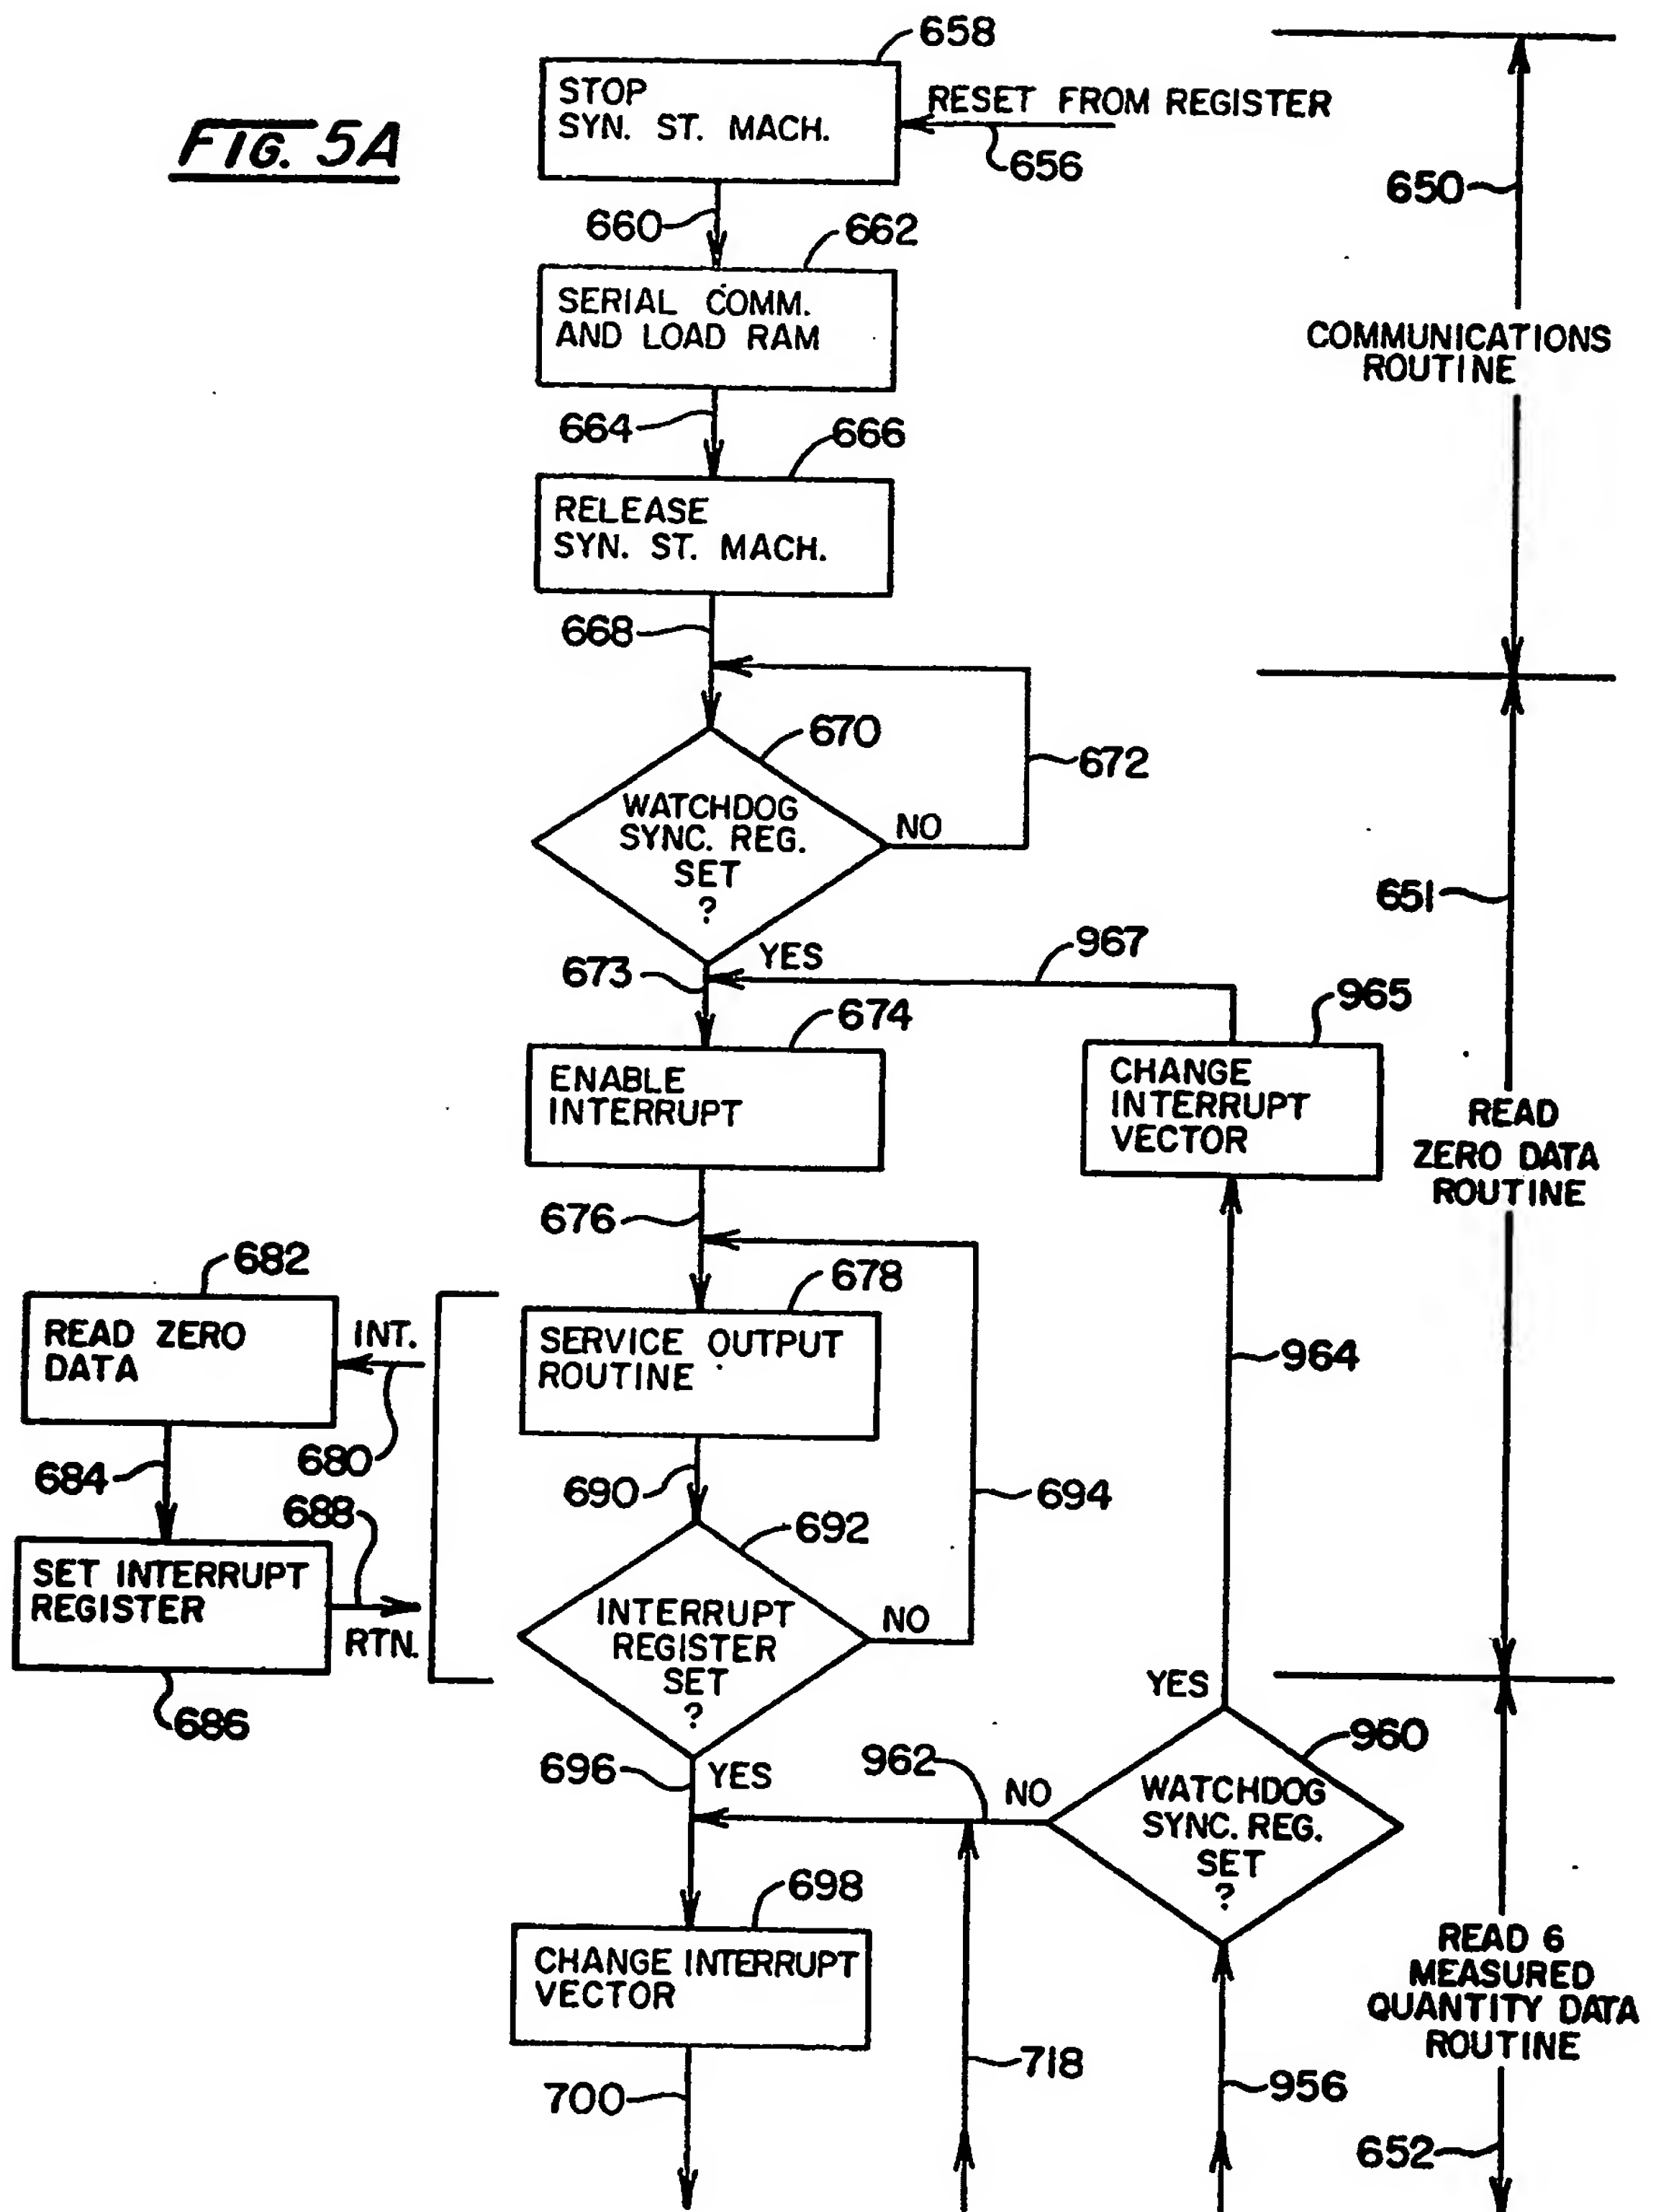 FIG. 5A
658
STOP
SYN. ST. MACH.
RESET FROM REGISTER
656
650
660
662
SERIAL COMM.
AND LOAD RAM
COMMUNICATIONS
ROUTINE
664
666
RELEASE
SYN. ST. MACH.
668
670
672
WATCHDOG
SYNC. REG.
SET
?
NO
651
YES
967
673
965
674
ENABLE
INTERRUPT
CHANGE
INTERRUPT
VECTOR
READ
ZERO DATA
ROUTINE
676
682
678
READ ZERO
DATA
INT.
SERVICE OUTPUT
ROUTINE
964
680
684
690
694
688
692
SET INTERRUPT
REGISTER
RTN.
INTERRUPT
REGISTER
SET
?
NO
686
YES
960
696
YES
962
NO
WATCHDOG
SYNC. REG.
SET
?
698
CHANGE INTERRUPT
VECTOR
READ 6
MEASURED
QUANTITY DATA
ROUTINE
700
718
956
652